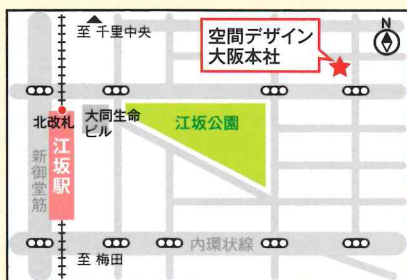 至 千里中央
空間デザイン
大阪本社
N
北改札
大同生命
ビル
江坂公園
江坂駅
新御堂筋
内環状線
至 梅田